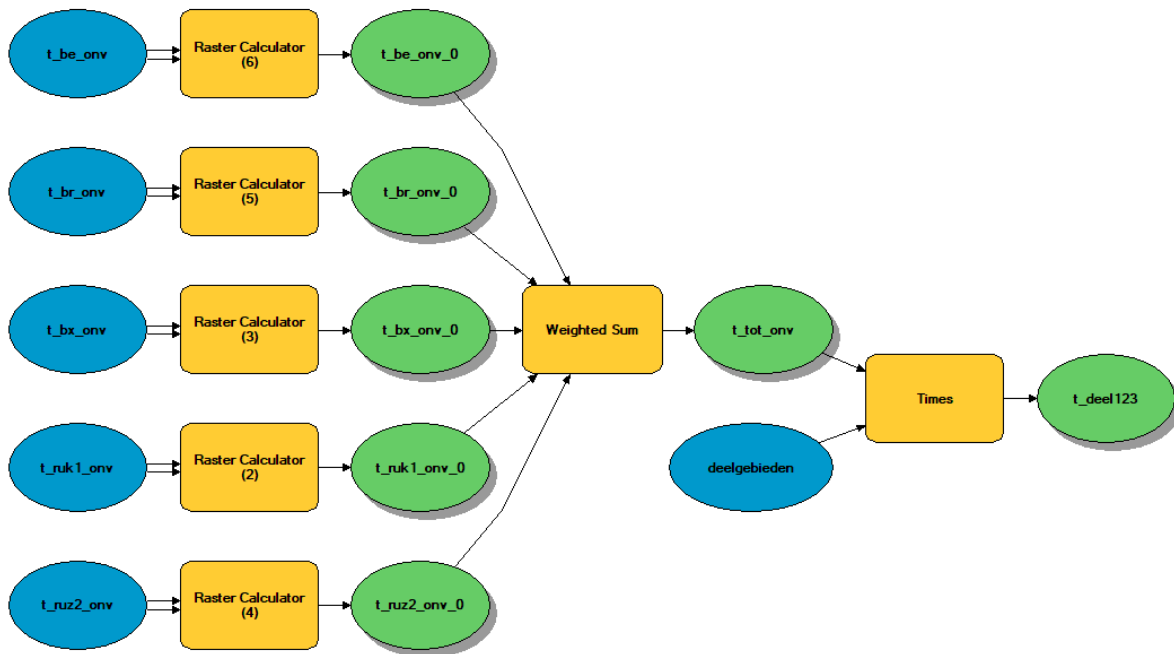 t_be_onv
Raster Calculator
(6)
t_be_onv_0
t_br_onv
Raster Calculator
(5)
t_br_onv_0
t_bx_onv
Raster Calculator
(3)
t_bx_onv_0
Weighted Sum
t_tot_onv
Times
t_deel123
t_ruk1_onv
Raster Calculator
(2)
t_ruk1_onv_0
deelgebieden
t_ruz2_onv
Raster Calculator
(4)
t_ruz2_onv_0